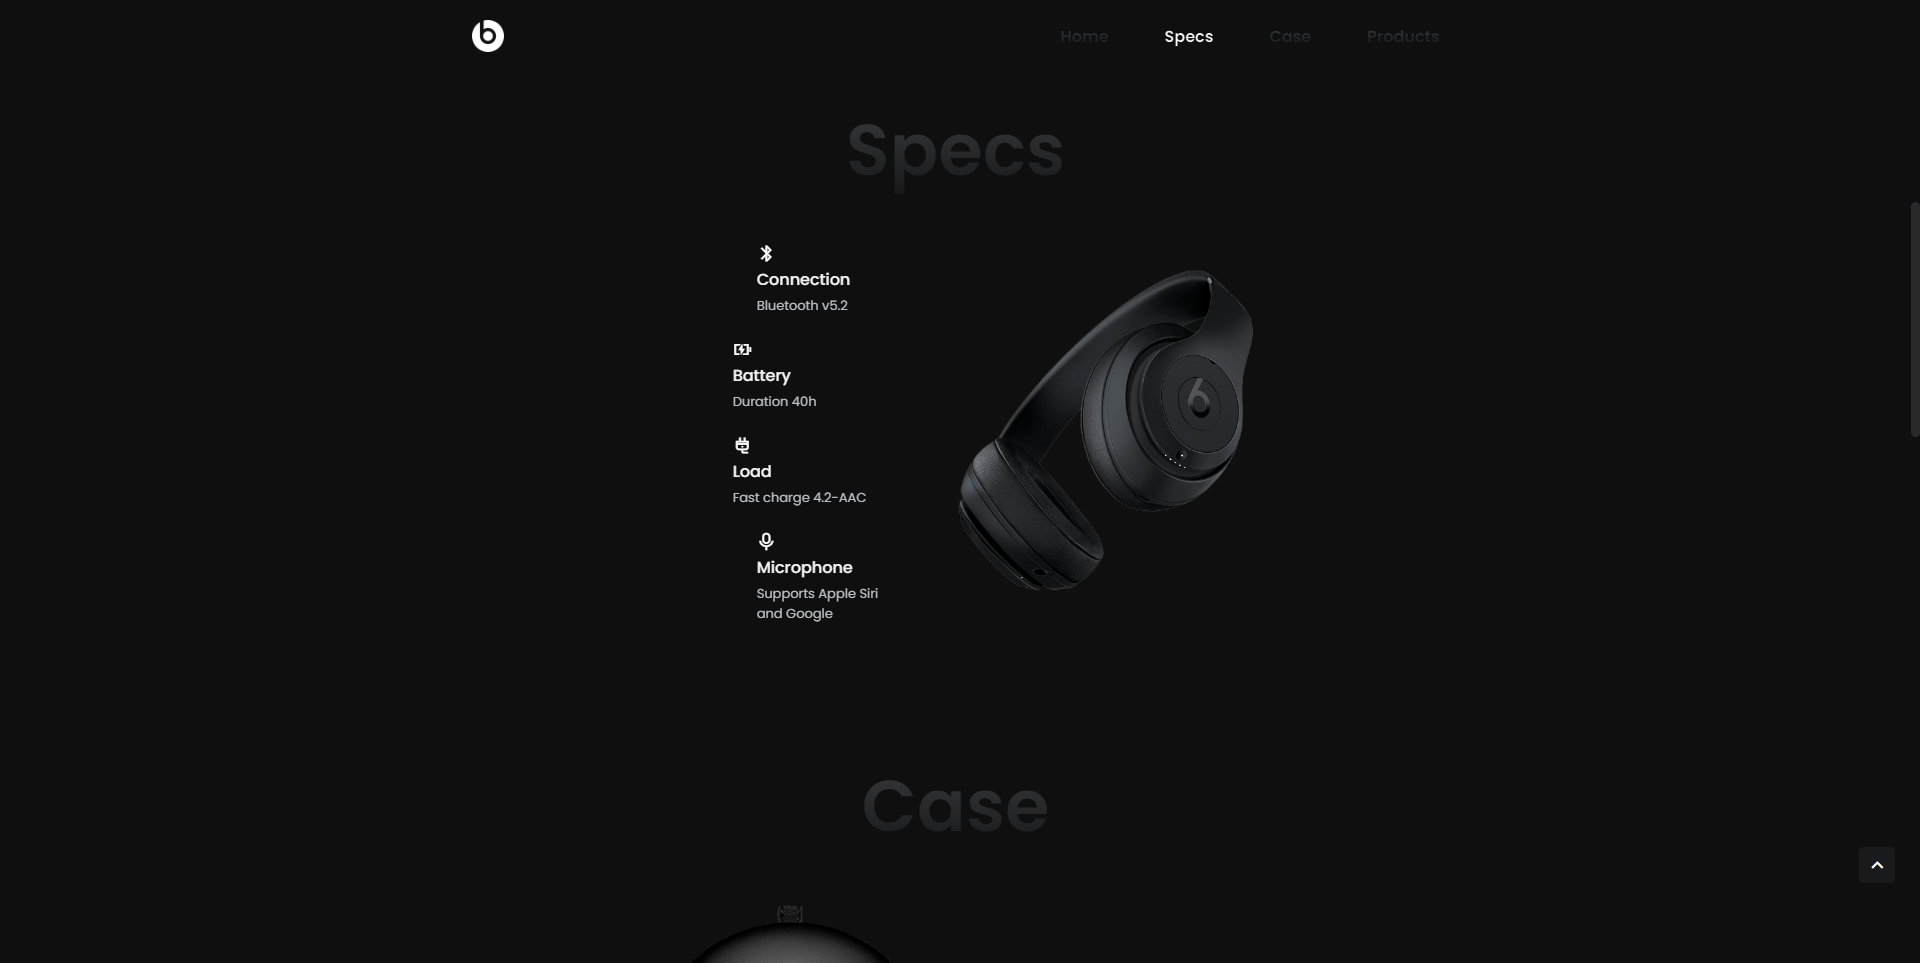 Home Specs Case Products
Specs
Connection
Bluetooth v5.2
Battery
Duration 40h
Load
Fast charge 4.2-AAC
Microphone
Supports Apple Siri
and Google
Case